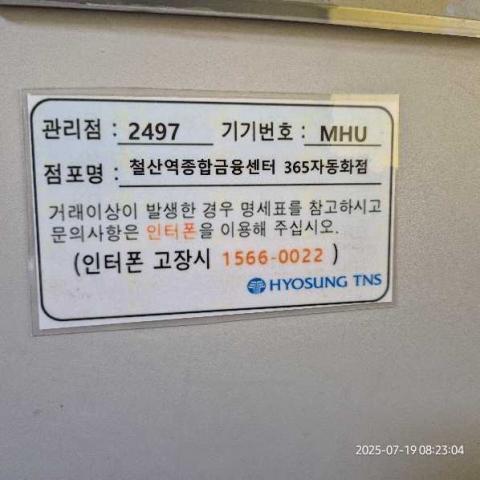 관리점 : 2497 기기번호 : MHU
점포명 : 철산역종합금융센터 365자동화점
거래이상이 발생한 경우 명세표를 참고하시고
문의사항은 인터폰을 이용해 주십시오.
(인터폰 고장시 1566-0022 )
HYOSUNG TNS
2025-07-19 08:23:04